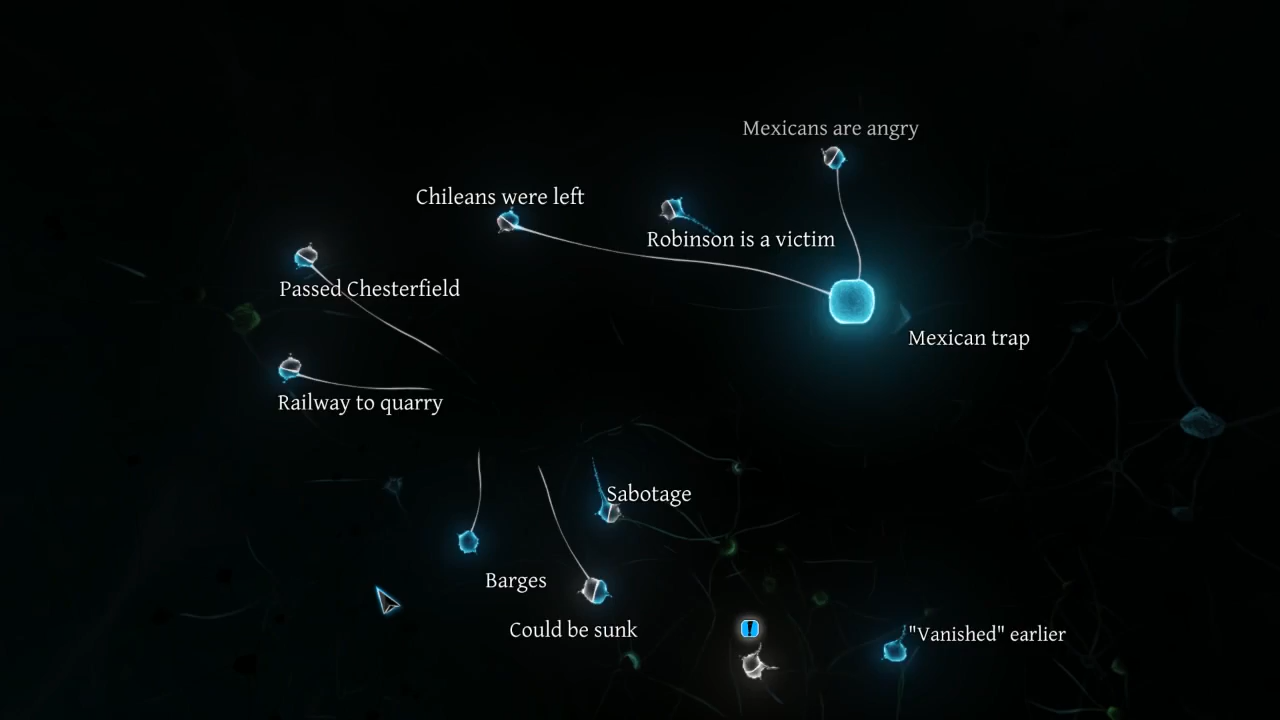 Mexicans are angry
Chileans were left
Robinson is a victim
Passed Chesterfield
Mexican trap
Railway to quarry
Sabotage
Barges
Could be sunk
"Vanished" earlier